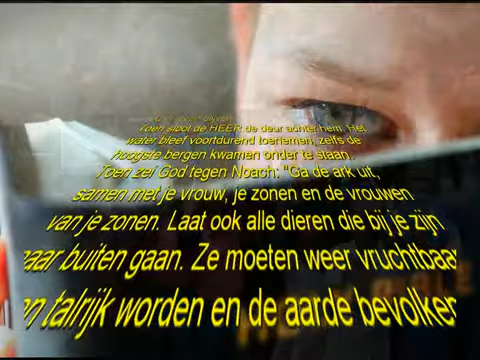 blijven
Toen sloot de HEER de deur achter hem. Het
water bleef voortdurend toenemen, zelfs de
hoogste bergen kwamen onder te staan.
Toen zei God tegen Noach: "Ga de ark uit,
samen met je vrouw, je zonen en de vrouwen
van je zonen. Laat ook alle dieren die bij je zijn
naar buiten gaan. Ze moeten weer vruchtbaar
en talrijk worden en de aarde bevolken